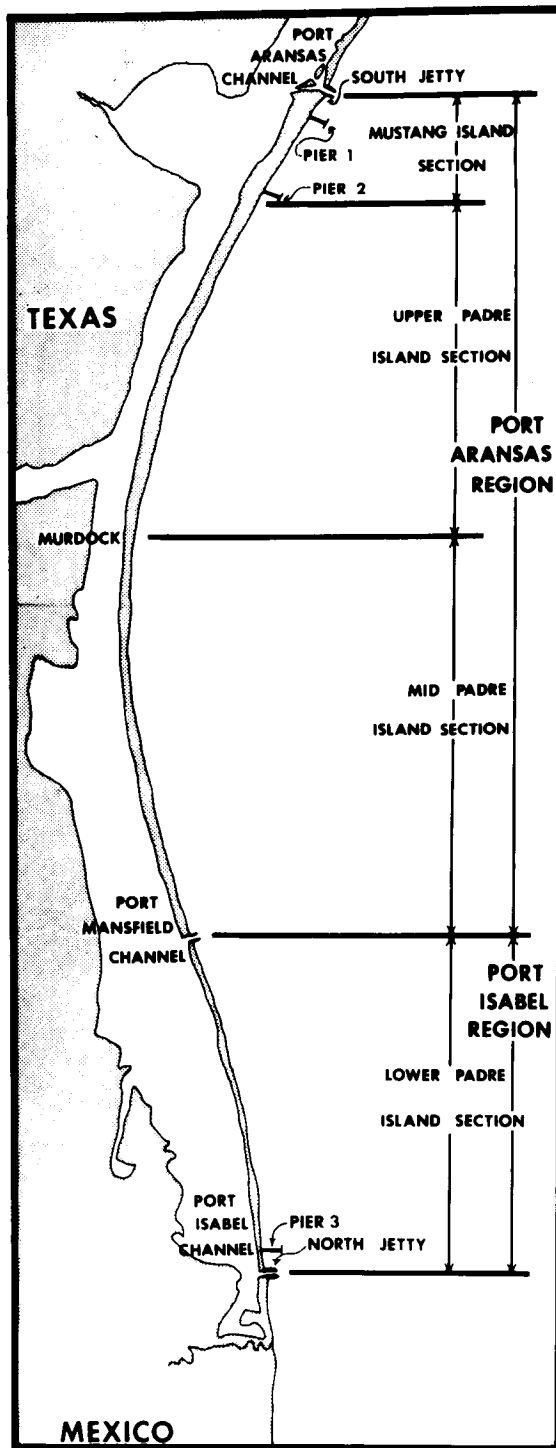 PORT
ARANSAS
CHANNEL
SOUTH JETTY
MUSTANG ISLAND
SECTION
PIER 1
PIER 2
TEXAS
UPPER PADRE
ISLAND SECTION
PORT
ARANSAS
REGION
MURDOCK
MID PADRE
ISLAND SECTION
PORT
MANSFIELD
CHANNEL
PORT
ISABEL
REGION
LOWER PADRE
ISLAND SECTION
PORT
ISABEL
CHANNEL
PIER 3
NORTH JETTY
MEXICO